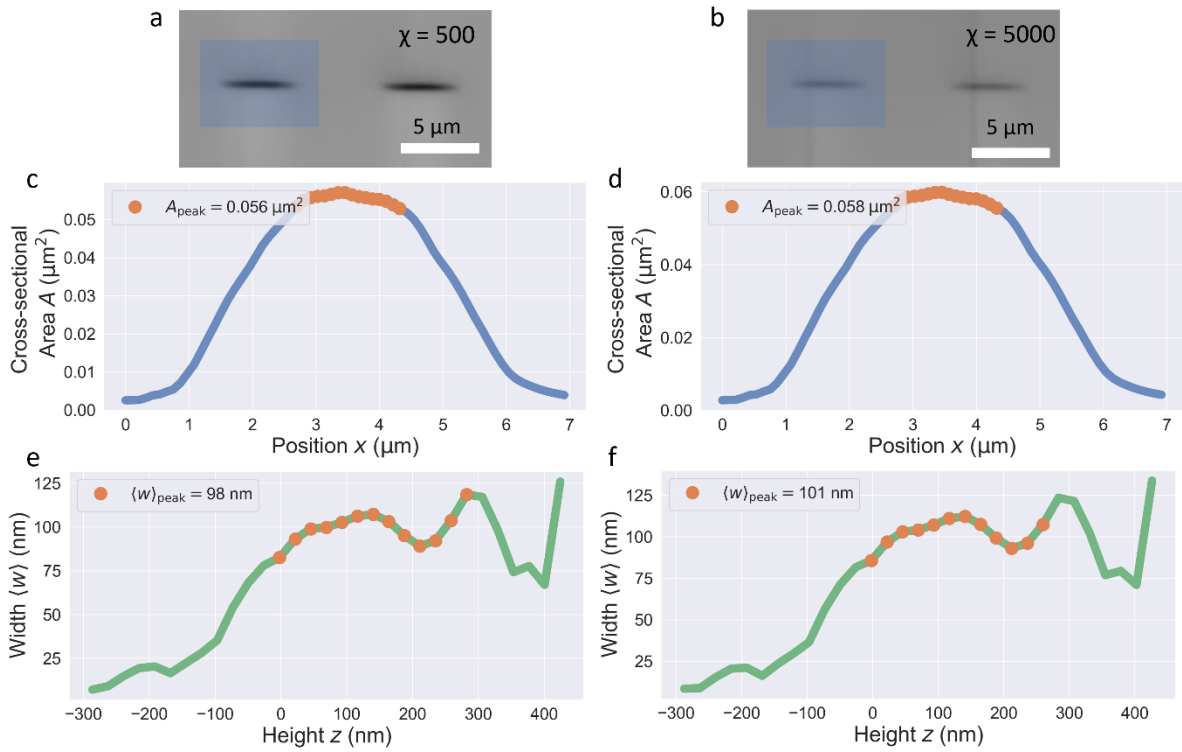 a
χ = 500
5 μm
b
χ = 5000
5 μm
c
A_peak = 0.056 μm²
0.05
0.04
0.03
0.02
0.01
0.00
Cross-sectional
Area A (μm²)
0 1 2 3 4 5 6 7
Position x (μm)
d
A_peak = 0.058 μm²
0.06
0.04
0.02
0.00
Cross-sectional
Area A (μm²)
0 1 2 3 4 5 6 7
Position x (μm)
e
⟨w⟩peak = 98 nm
125
100
75
50
25
Width ⟨w⟩ (nm)
−300 −200 −100 0 100 200 300 400
Height z (nm)
f
⟨w⟩peak = 101 nm
125
100
75
50
25
Width ⟨w⟩ (nm)
−300 −200 −100 0 100 200 300 400
Height z (nm)